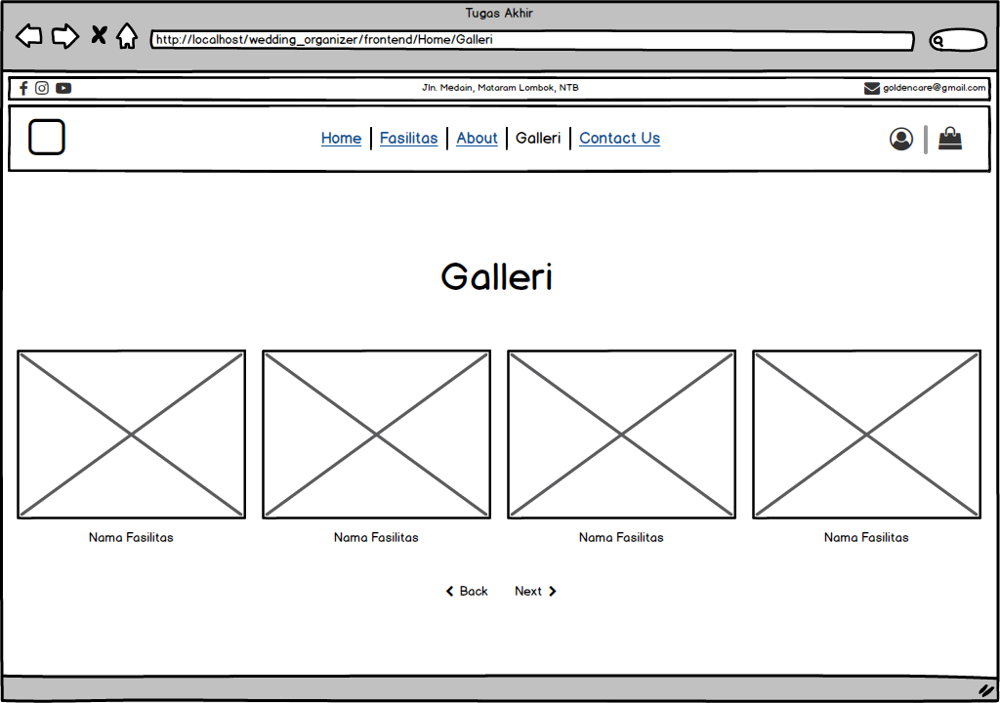 Tugas Akhir
http://localhost/wedding_organizer/frontend/Home/Galleri
Jln. Medain, Mataram Lombok, NTB
goldencare@gmail.com
Home Fasilitas About Galleri Contact Us
Galleri
Nama Fasilitas Nama Fasilitas Nama Fasilitas Nama Fasilitas
Back Next